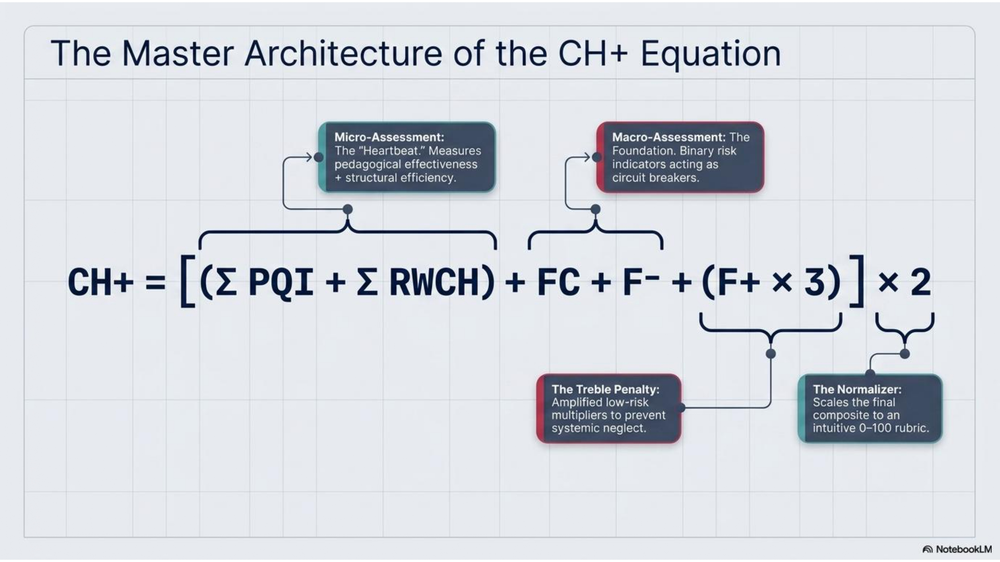 The Master Architecture of the CH+ Equation
Micro-Assessment:
The "Heartbeat." Measures
pedagogical effectiveness
+ structural efficiency.
Macro-Assessment: The
Foundation. Binary risk
indicators acting as
circuit breakers.
CH+ = [(Σ PQI + Σ RWCH) + FC + F- + (F+ × 3)] × 2
The Treble Penalty:
Amplified low-risk
multipliers to prevent
systemic neglect.
The Normalizer:
Scales the final
composite to an
intuitive 0–100 rubric.
NotebookLM